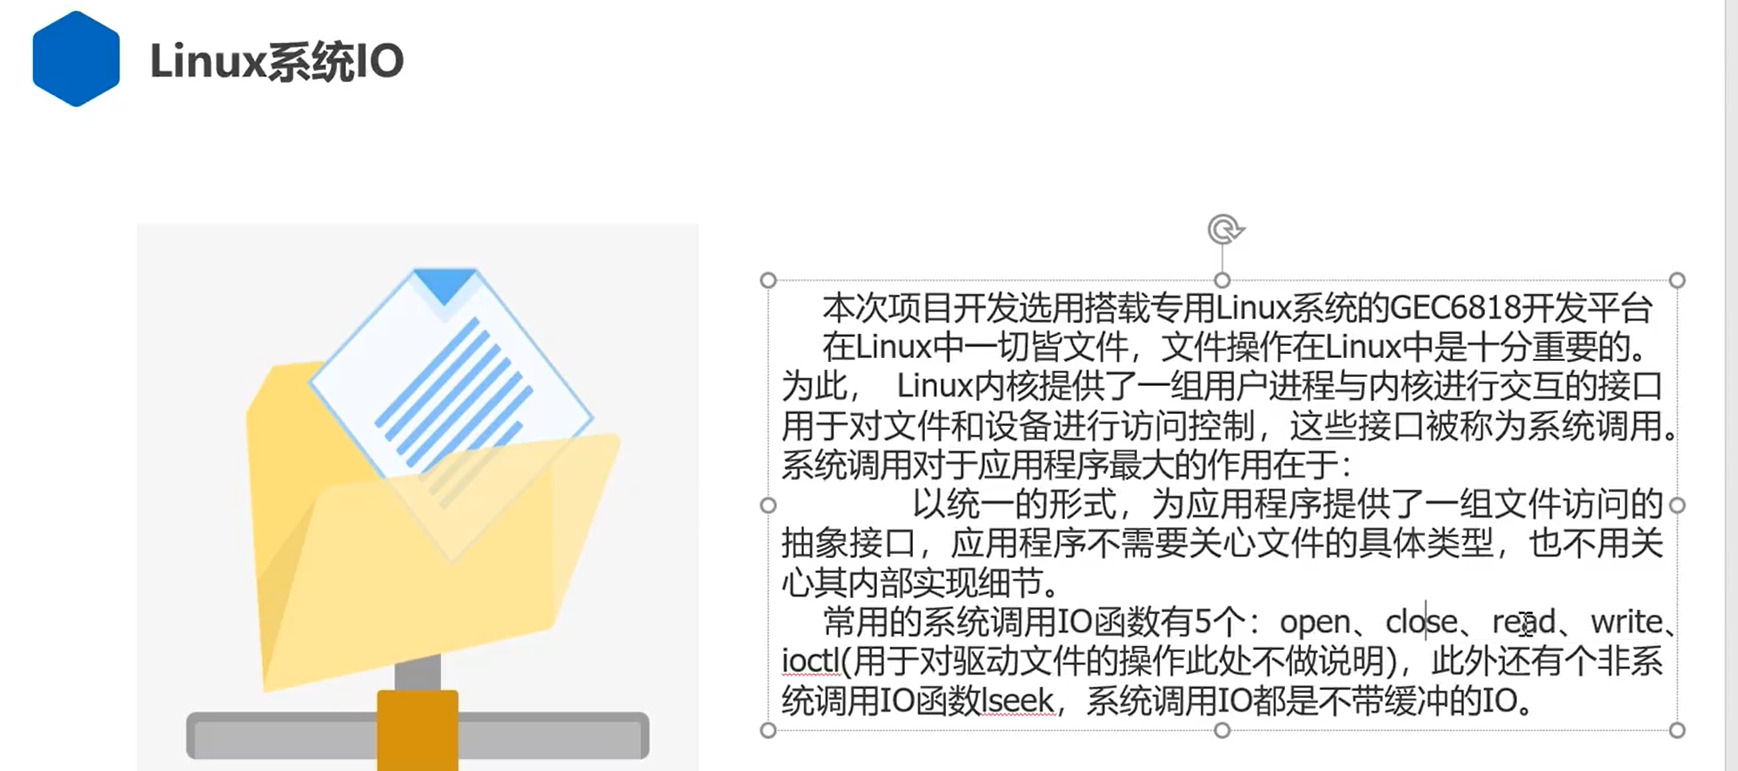 Linux系统IO
本次项目开发选用搭载专用Linux系统的GEC6818开发平台
在Linux中一切皆文件，文件操作在Linux中是十分重要的。
为此， Linux内核提供了一组用户进程与内核进行交互的接口
用于对文件和设备进行访问控制，这些接口被称为系统调用。
系统调用对于应用程序最大的作用在于：
以统一的形式，为应用程序提供了一组文件访问的
抽象接口，应用程序不需要关心文件的具体类型，也不用关
心其内部实现细节。
常用的系统调用IO函数有5个：open、close、read、write、
ioctl(用于对驱动文件的操作此处不做说明)，此外还有个非系
统调用IO函数lseek，系统调用IO都是不带缓冲的IO。